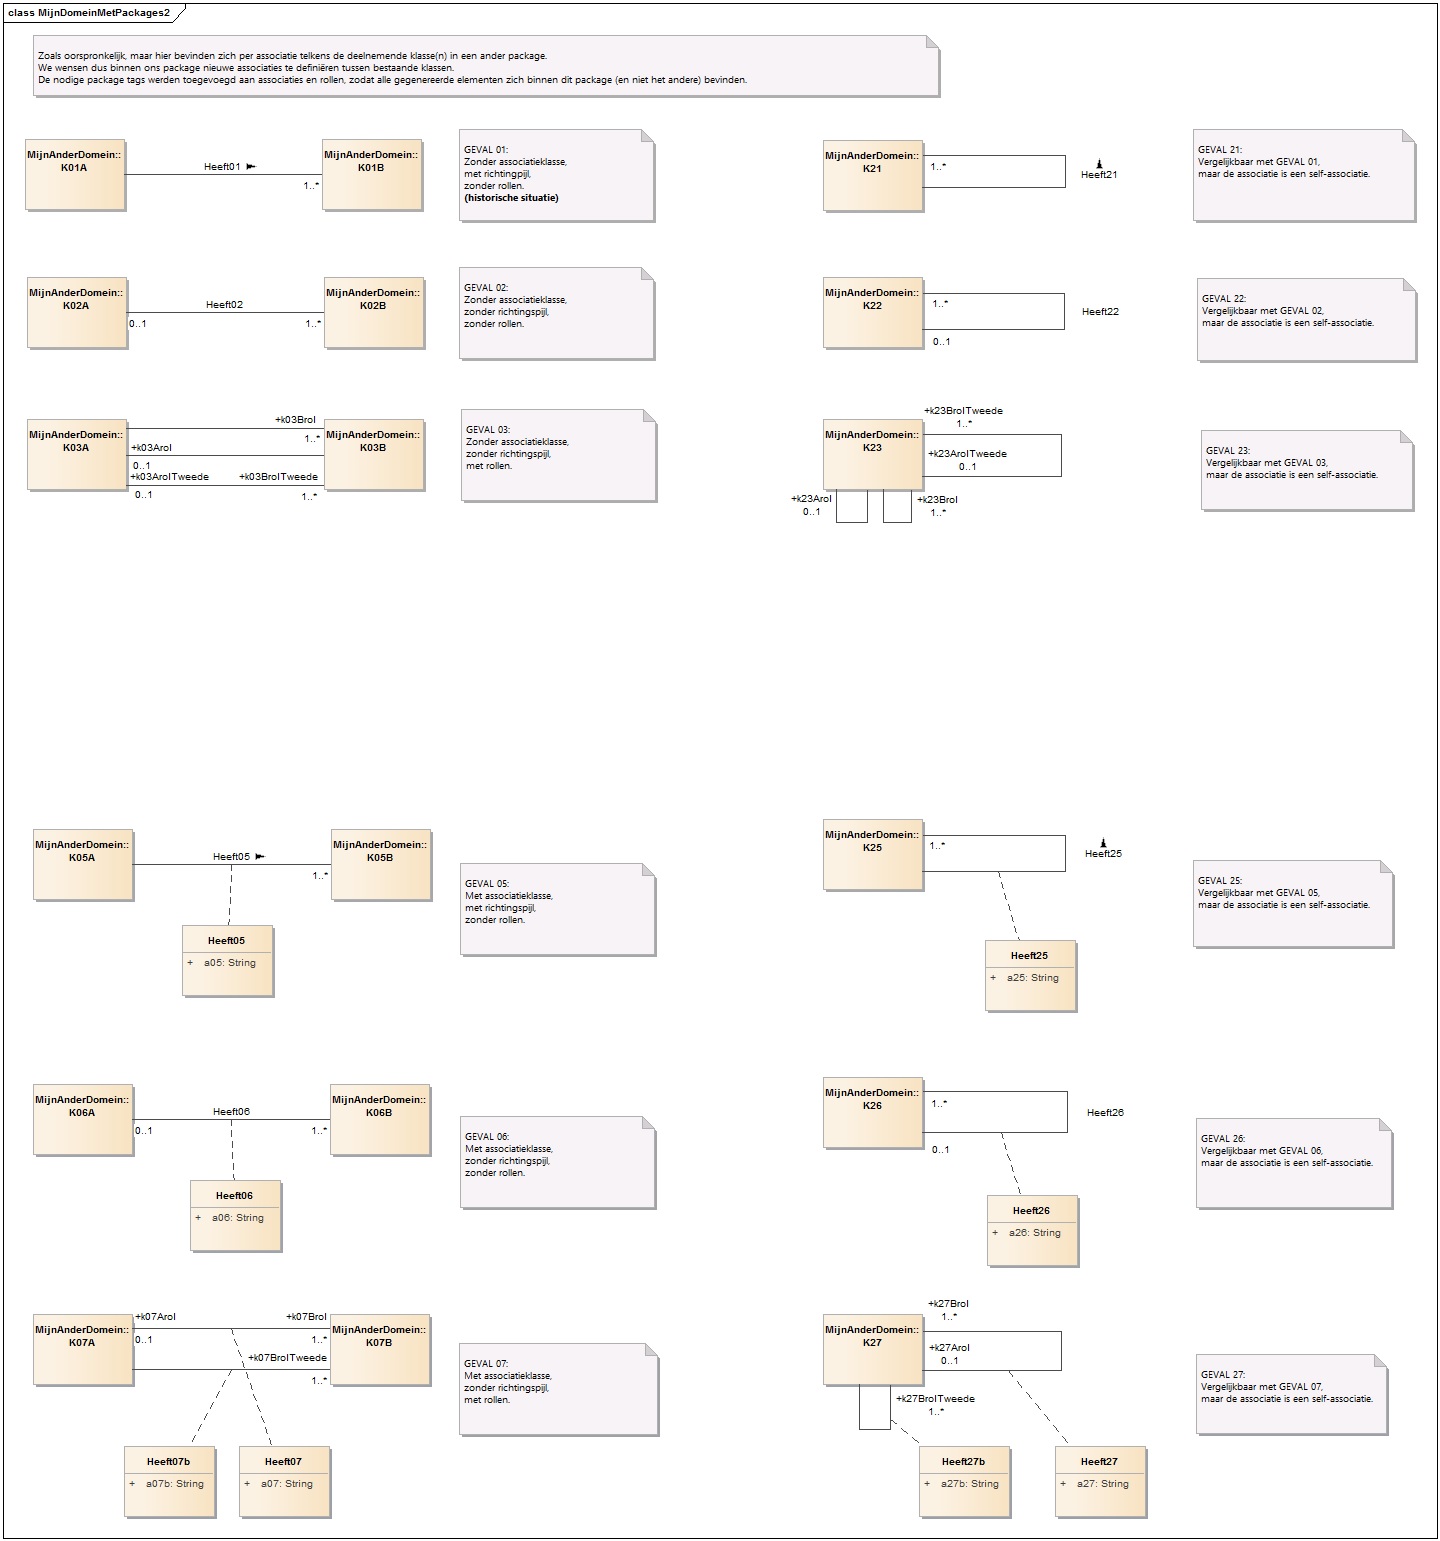 class MijnDomeinMetPackages2
Zoals oorspronkelijk, maar hier bevinden zich per associatie telkens de deelnemende klasse(n) in een ander package.
We wensen dus binnen ons package nieuwe associaties te definiëren tussen bestaande klassen.
De nodige package tags werden toegevoegd aan associaties en rollen, zodat alle gegenereerde elementen zich binnen dit package (en niet het andere) bevinden.
MijnAnderDomein::
K01A
Heeft01
1..*
MijnAnderDomein::
K01B
GEVAL 01:
Zonder associatieklasse,
met richtingpijl,
zonder rollen.
(historische situatie)
MijnAnderDomein::
K21
1..*
Heeft21
GEVAL 21:
Vergelijkbaar met GEVAL 01,
maar de associatie is een self-associatie.
MijnAnderDomein::
K02A
Heeft02
0..1
1..*
MijnAnderDomein::
K02B
GEVAL 02:
Zonder associatieklasse,
zonder richtingspijl,
zonder rollen.
MijnAnderDomein::
K22
1..*
0..1
Heeft22
GEVAL 22:
Vergelijkbaar met GEVAL 02,
maar de associatie is een self-associatie.
MijnAnderDomein::
K03A
+k03Brol
1..*
+k03Arol
0..1
+k03ArolTweede
+k03BrolTweede
0..1
1..*
MijnAnderDomein::
K03B
GEVAL 03:
Zonder associatieklasse,
zonder richtingspijl,
met rollen.
+k23BrolTweede
1..*
MijnAnderDomein::
K23
+k23ArolTweede
0..1
+k23Arol
0..1
+k23Brol
1..*
GEVAL 23:
Vergelijkbaar met GEVAL 03,
maar de associatie is een self-associatie.
MijnAnderDomein::
K05A
Heeft05
1..*
MijnAnderDomein::
K05B
Heeft05
+ a05: String
GEVAL 05:
Met associatieklasse,
met richtingspijl,
zonder rollen.
MijnAnderDomein::
K25
1..*
Heeft25
Heeft25
+ a25: String
GEVAL 25:
Vergelijkbaar met GEVAL 05,
maar de associatie is een self-associatie.
MijnAnderDomein::
K06A
Heeft06
0..1
1..*
MijnAnderDomein::
K06B
Heeft06
+ a06: String
GEVAL 06:
Met associatieklasse,
zonder richtingspijl,
zonder rollen.
MijnAnderDomein::
K26
1..*
0..1
Heeft26
Heeft26
+ a26: String
GEVAL 26:
Vergelijkbaar met GEVAL 06,
maar de associatie is een self-associatie.
MijnAnderDomein::
K07A
+k07Arol
+k07Brol
0..1
1..*
+k07BrolTweede
1..*
MijnAnderDomein::
K07B
Heeft07b
+ a07b: String
Heeft07
+ a07: String
GEVAL 07:
Met associatieklasse,
zonder richtingspijl,
met rollen.
+k27Brol
1..*
MijnAnderDomein::
K27
+k27Arol
0..1
+k27BrolTweede
1..*
Heeft27b
+ a27b: String
Heeft27
+ a27: String
GEVAL 27:
Vergelijkbaar met GEVAL 07,
maar de associatie is een self-associatie.